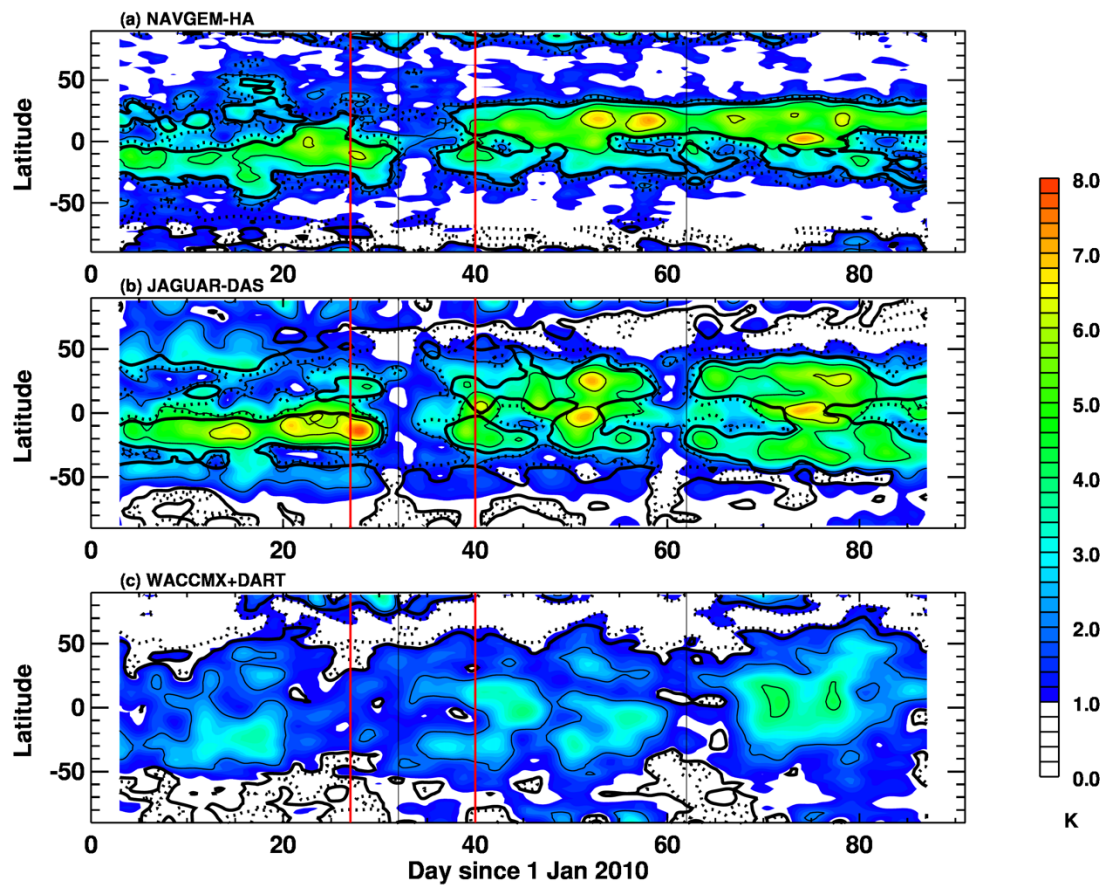 (a) NAVGEM-HA
Latitude
50
0
-50
0 20 40 60 80
(b) JAGUAR-DAS
Latitude
50
0
-50
0 20 40 60 80
(c) WACCMX+DART
Latitude
50
0
-50
0 20 40 60 80
Day since 1 Jan 2010
8.0
7.0
6.0
5.0
4.0
3.0
2.0
1.0
0.0
K